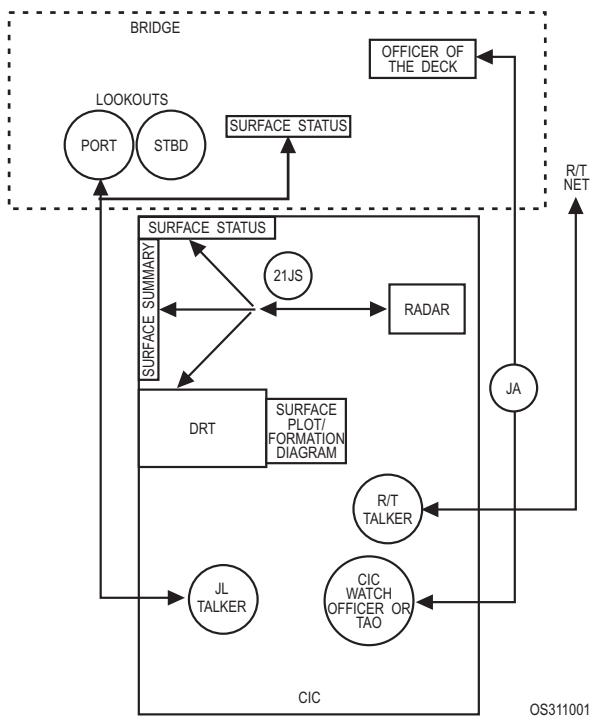 BRIDGE
OFFICER OF
THE DECK
LOOKOUTS
PORT
STBD
SURFACE STATUS
R/T
NET
SURFACE STATUS
SURFACE SUMMARY
21JS
RADAR
JA
DRT
SURFACE
PLOT/
FORMATION
DIAGRAM
R/T
TALKER
JL
TALKER
CIC
WATCH
OFFICER OR
TAO
CIC
OS311001